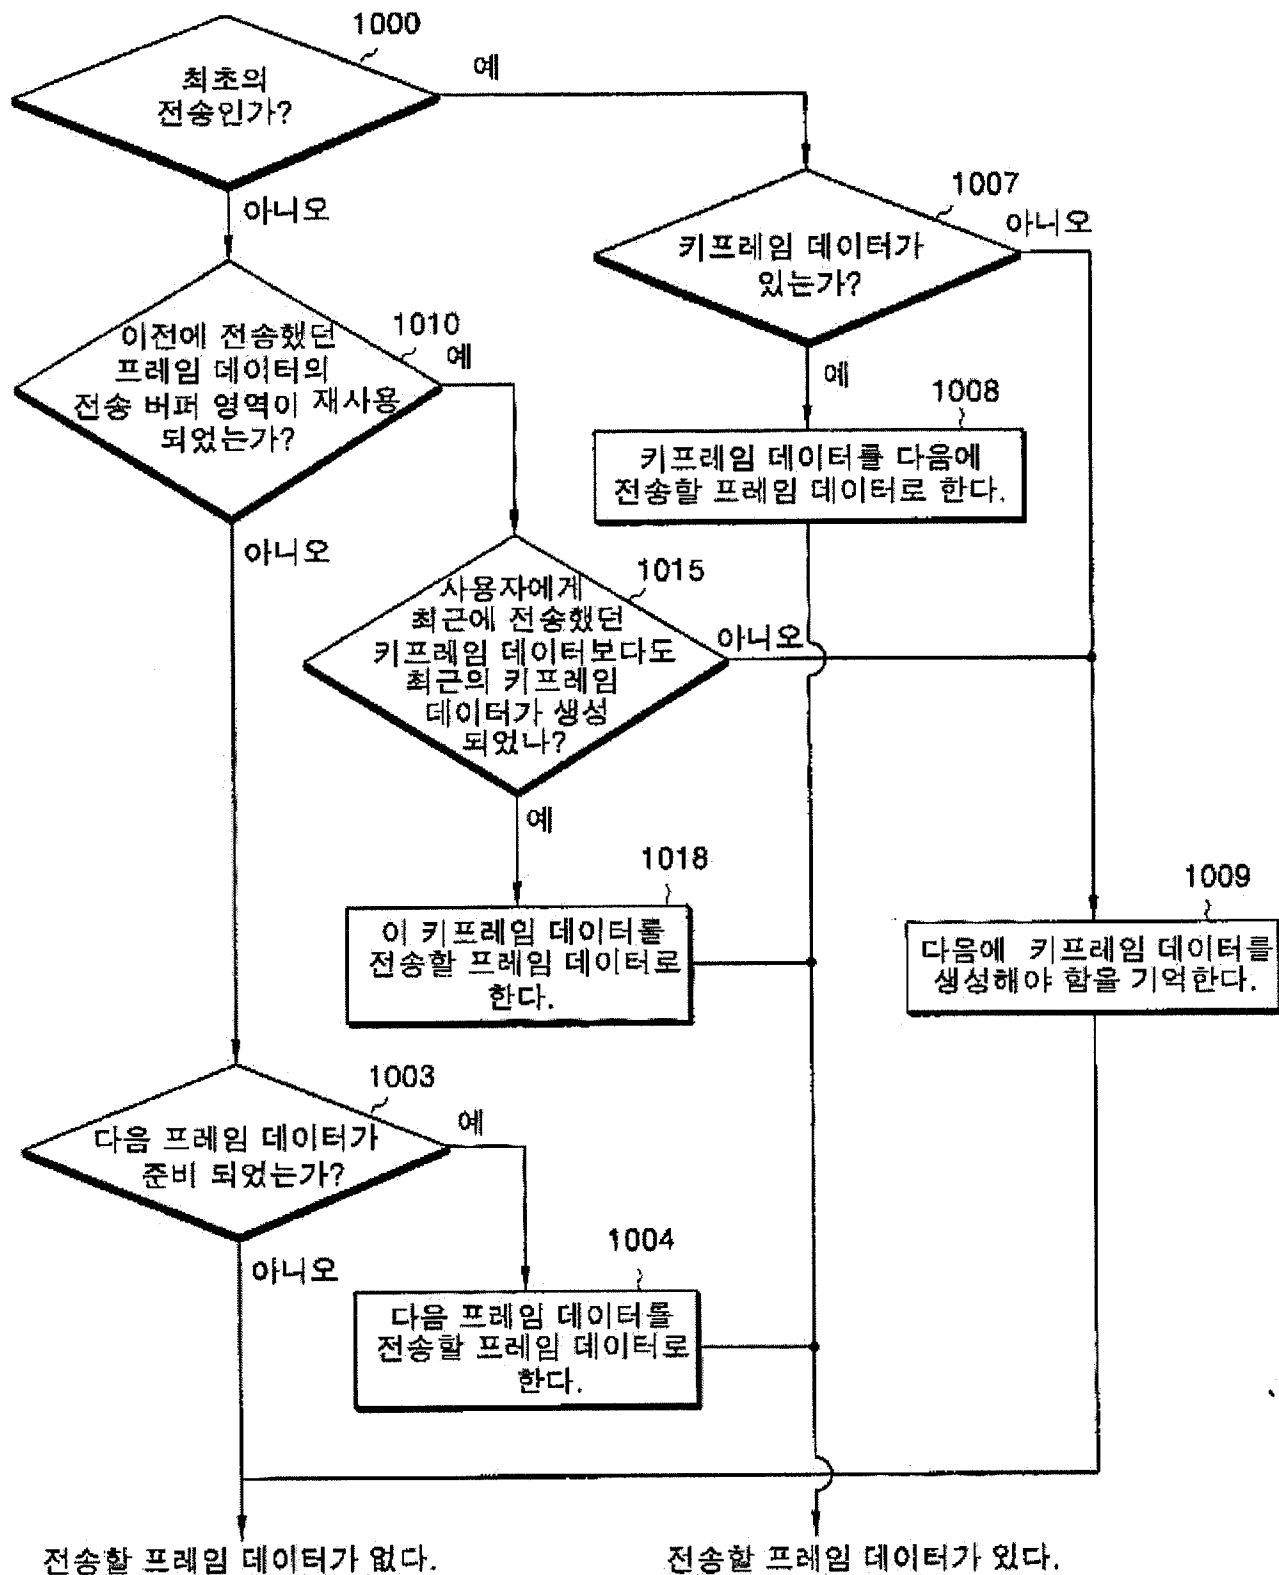 1000
최초의
전송인가?
예
아니오
1007
키프레임 데이터가
있는가?
아니오
예
1010
이전에 전송했던
프레임 데이터의
전송 버퍼 영역이 재사용
되었는가?
예
아니오
1008
키프레임 데이터를 다음에
전송할 프레임 데이터로 한다.
1015
사용자에게
최근에 전송했던
키프레임 데이터보다도
최근의 키프레임
데이터가 생성
되었나?
아니오
예
1018
이 키프레임 데이터를
전송할 프레임 데이터로
한다.
1009
다음에 키프레임 데이터를
생성해야 함을 기억한다.
1003
다음 프레임 데이터가
준비 되었는가?
예
아니오
1004
다음 프레임 데이터를
전송할 프레임 데이터로
한다.
전송할 프레임 데이터가 없다.
전송할 프레임 데이터가 있다.